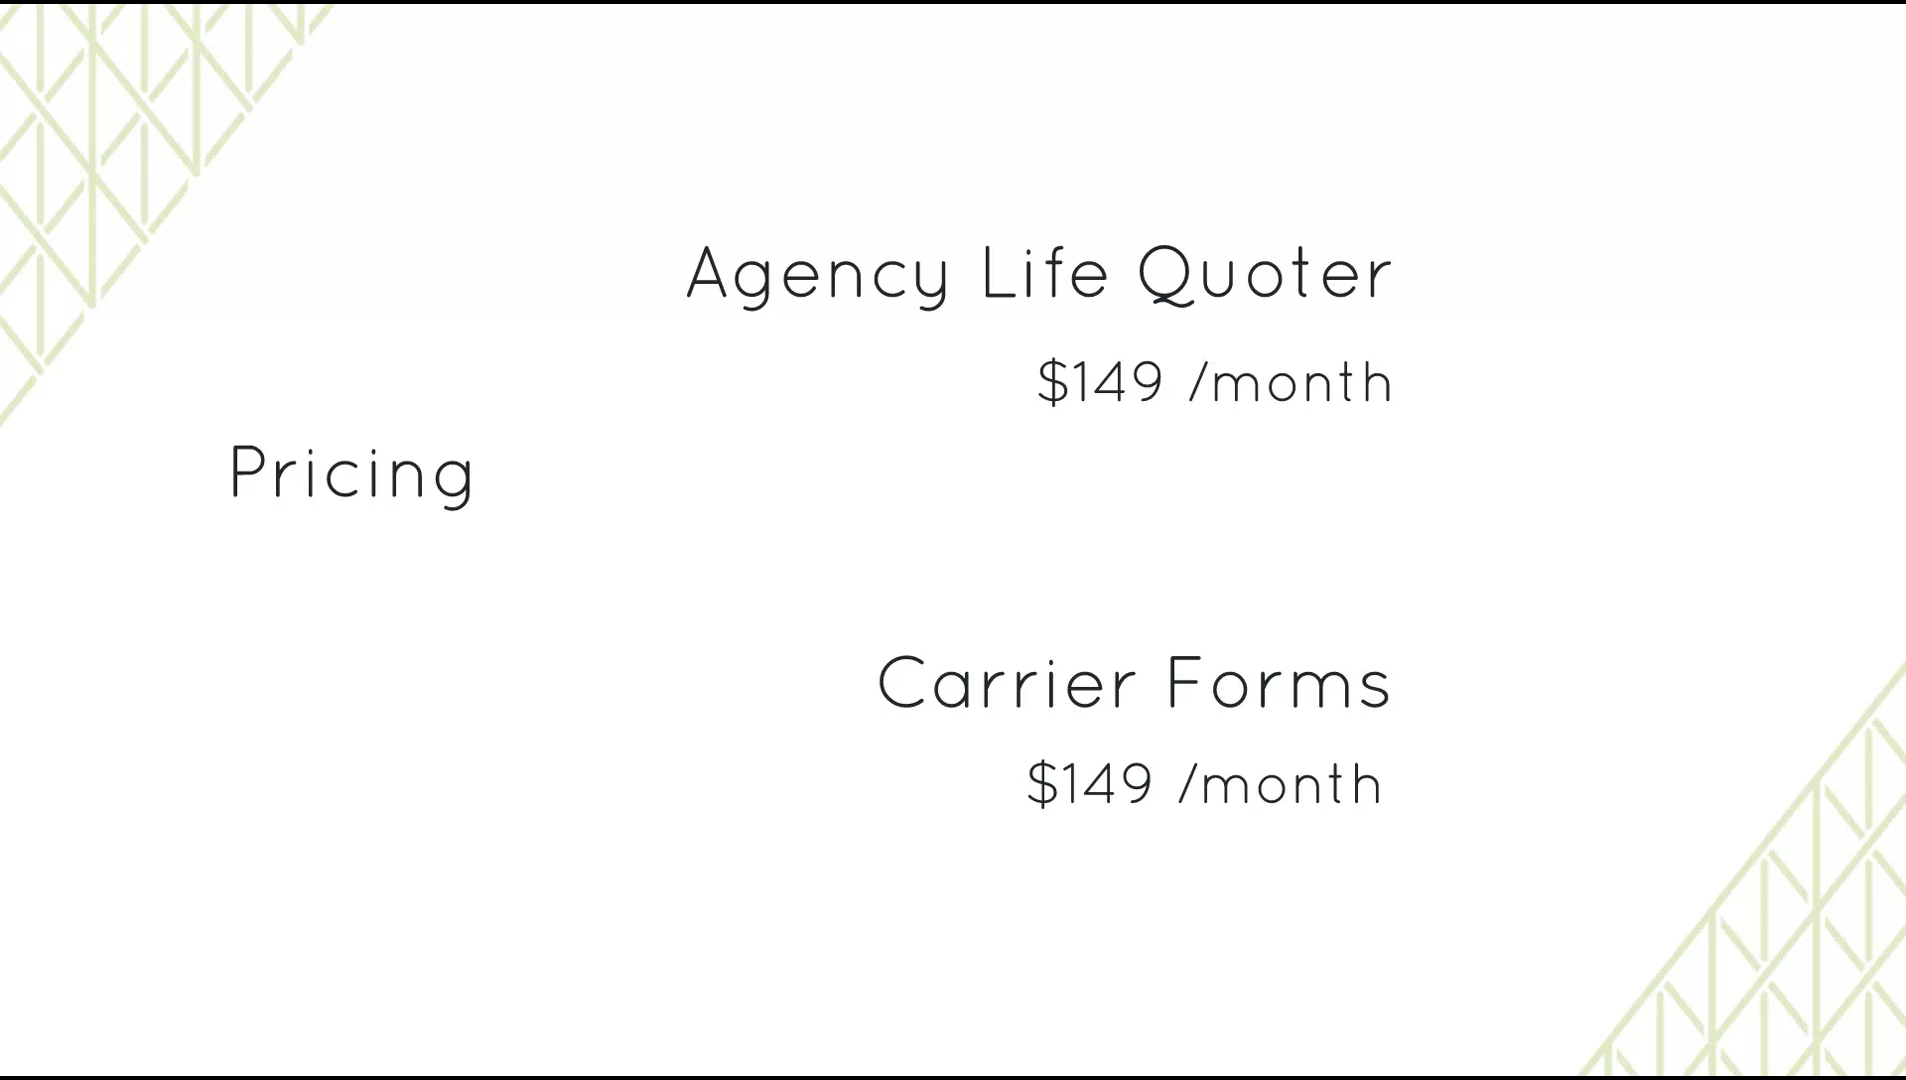 Pricing
Agency Life Quoter
$149 /month
Carrier Forms
$149 /month